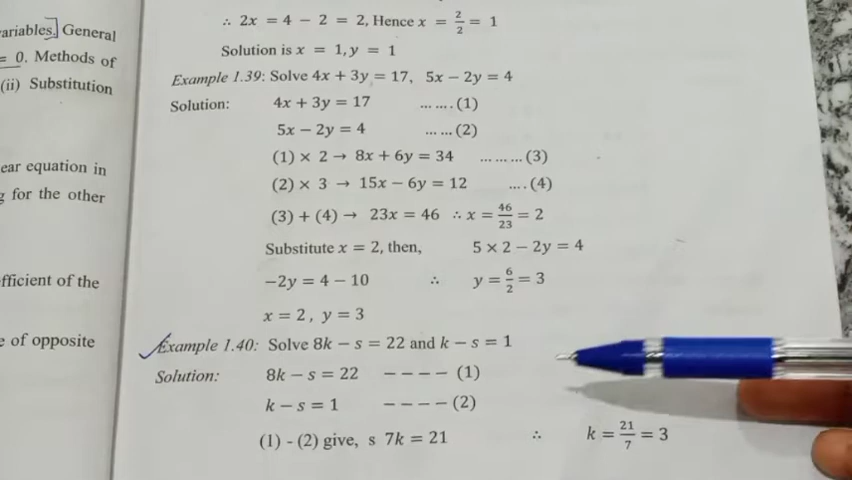 ariables. General
= 0. Methods of
(ii) Substitution
ear equation in
g for the other
fficient of the
e of opposite
∴ 2x = 4 − 2 = 2, Hence x = 2/2 = 1
Solution is x = 1, y = 1
Example 1.39: Solve 4x + 3y = 17, 5x − 2y = 4
Solution: 4x + 3y = 17 ... ... . (1)
5x − 2y = 4 ... ... (2)
(1) × 2 → 8x + 6y = 34 ... ... ... (3)
(2) × 3 → 15x − 6y = 12 ... . (4)
(3) + (4) → 23x = 46 ∴ x = 46/23 = 2
Substitute x = 2, then, 5 × 2 − 2y = 4
−2y = 4 − 10 ∴ y = 6/2 = 3
x = 2, y = 3
Example 1.40: Solve 8k − s = 22 and k − s = 1
Solution: 8k − s = 22 − − − − (1)
k − s = 1 − − − − (2)
(1) - (2) give, s 7k = 21 ∴ k = 21/7 = 3